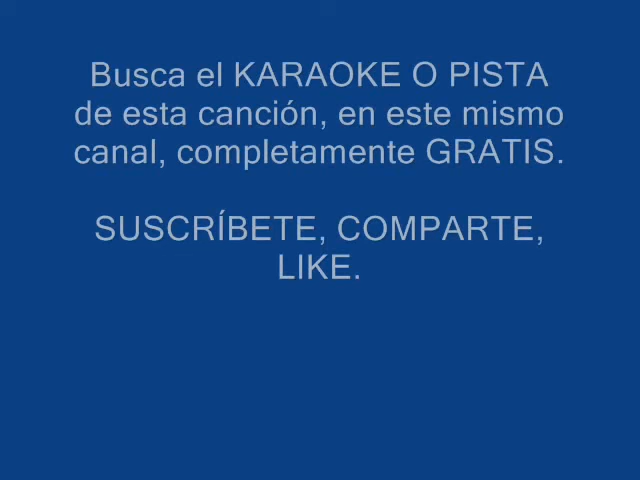 Busca el KARAOKE O PISTA
de esta canción, en este mismo
canal, completamente GRATIS.
SUSCRÍBETE, COMPARTE,
LIKE.